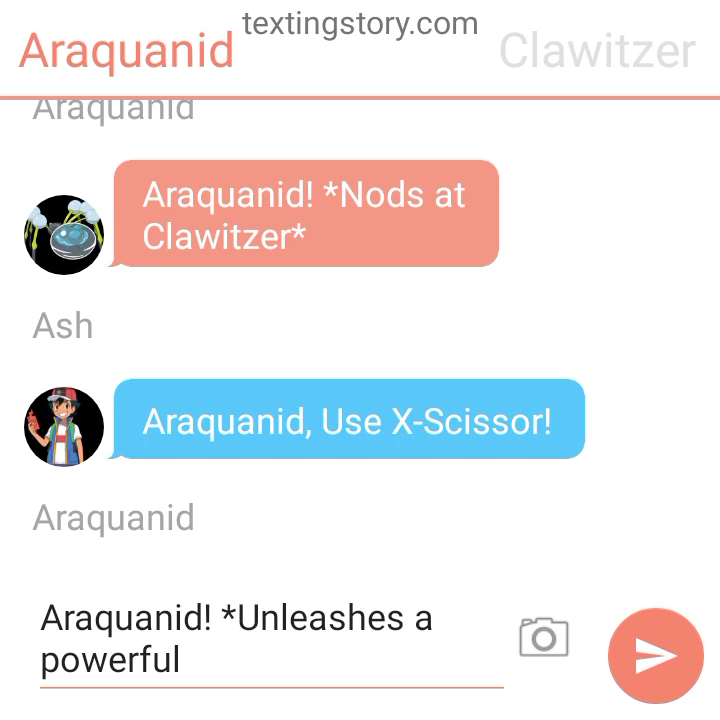 textingstory.com
Araquanid
Clawitzer
Araquanid
Araquanid! *Nods at
Clawitzer*
Ash
Araquanid, Use X-Scissor!
Araquanid
Araquanid! *Unleashes a
powerful